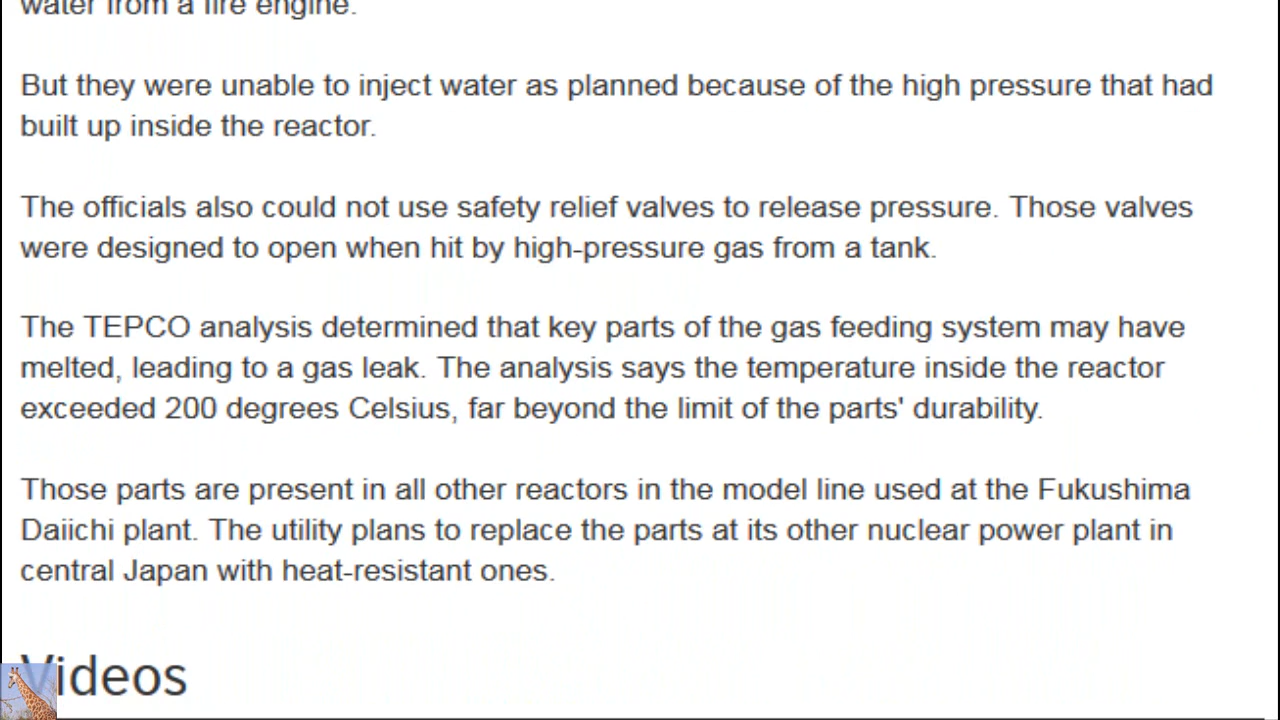 water from a fire engine.
But they were unable to inject water as planned because of the high pressure that had
built up inside the reactor.
The officials also could not use safety relief valves to release pressure. Those valves
were designed to open when hit by high-pressure gas from a tank.
The TEPCO analysis determined that key parts of the gas feeding system may have
melted, leading to a gas leak. The analysis says the temperature inside the reactor
exceeded 200 degrees Celsius, far beyond the limit of the parts' durability.
Those parts are present in all other reactors in the model line used at the Fukushima
Daiichi plant. The utility plans to replace the parts at its other nuclear power plant in
central Japan with heat-resistant ones.
Videos